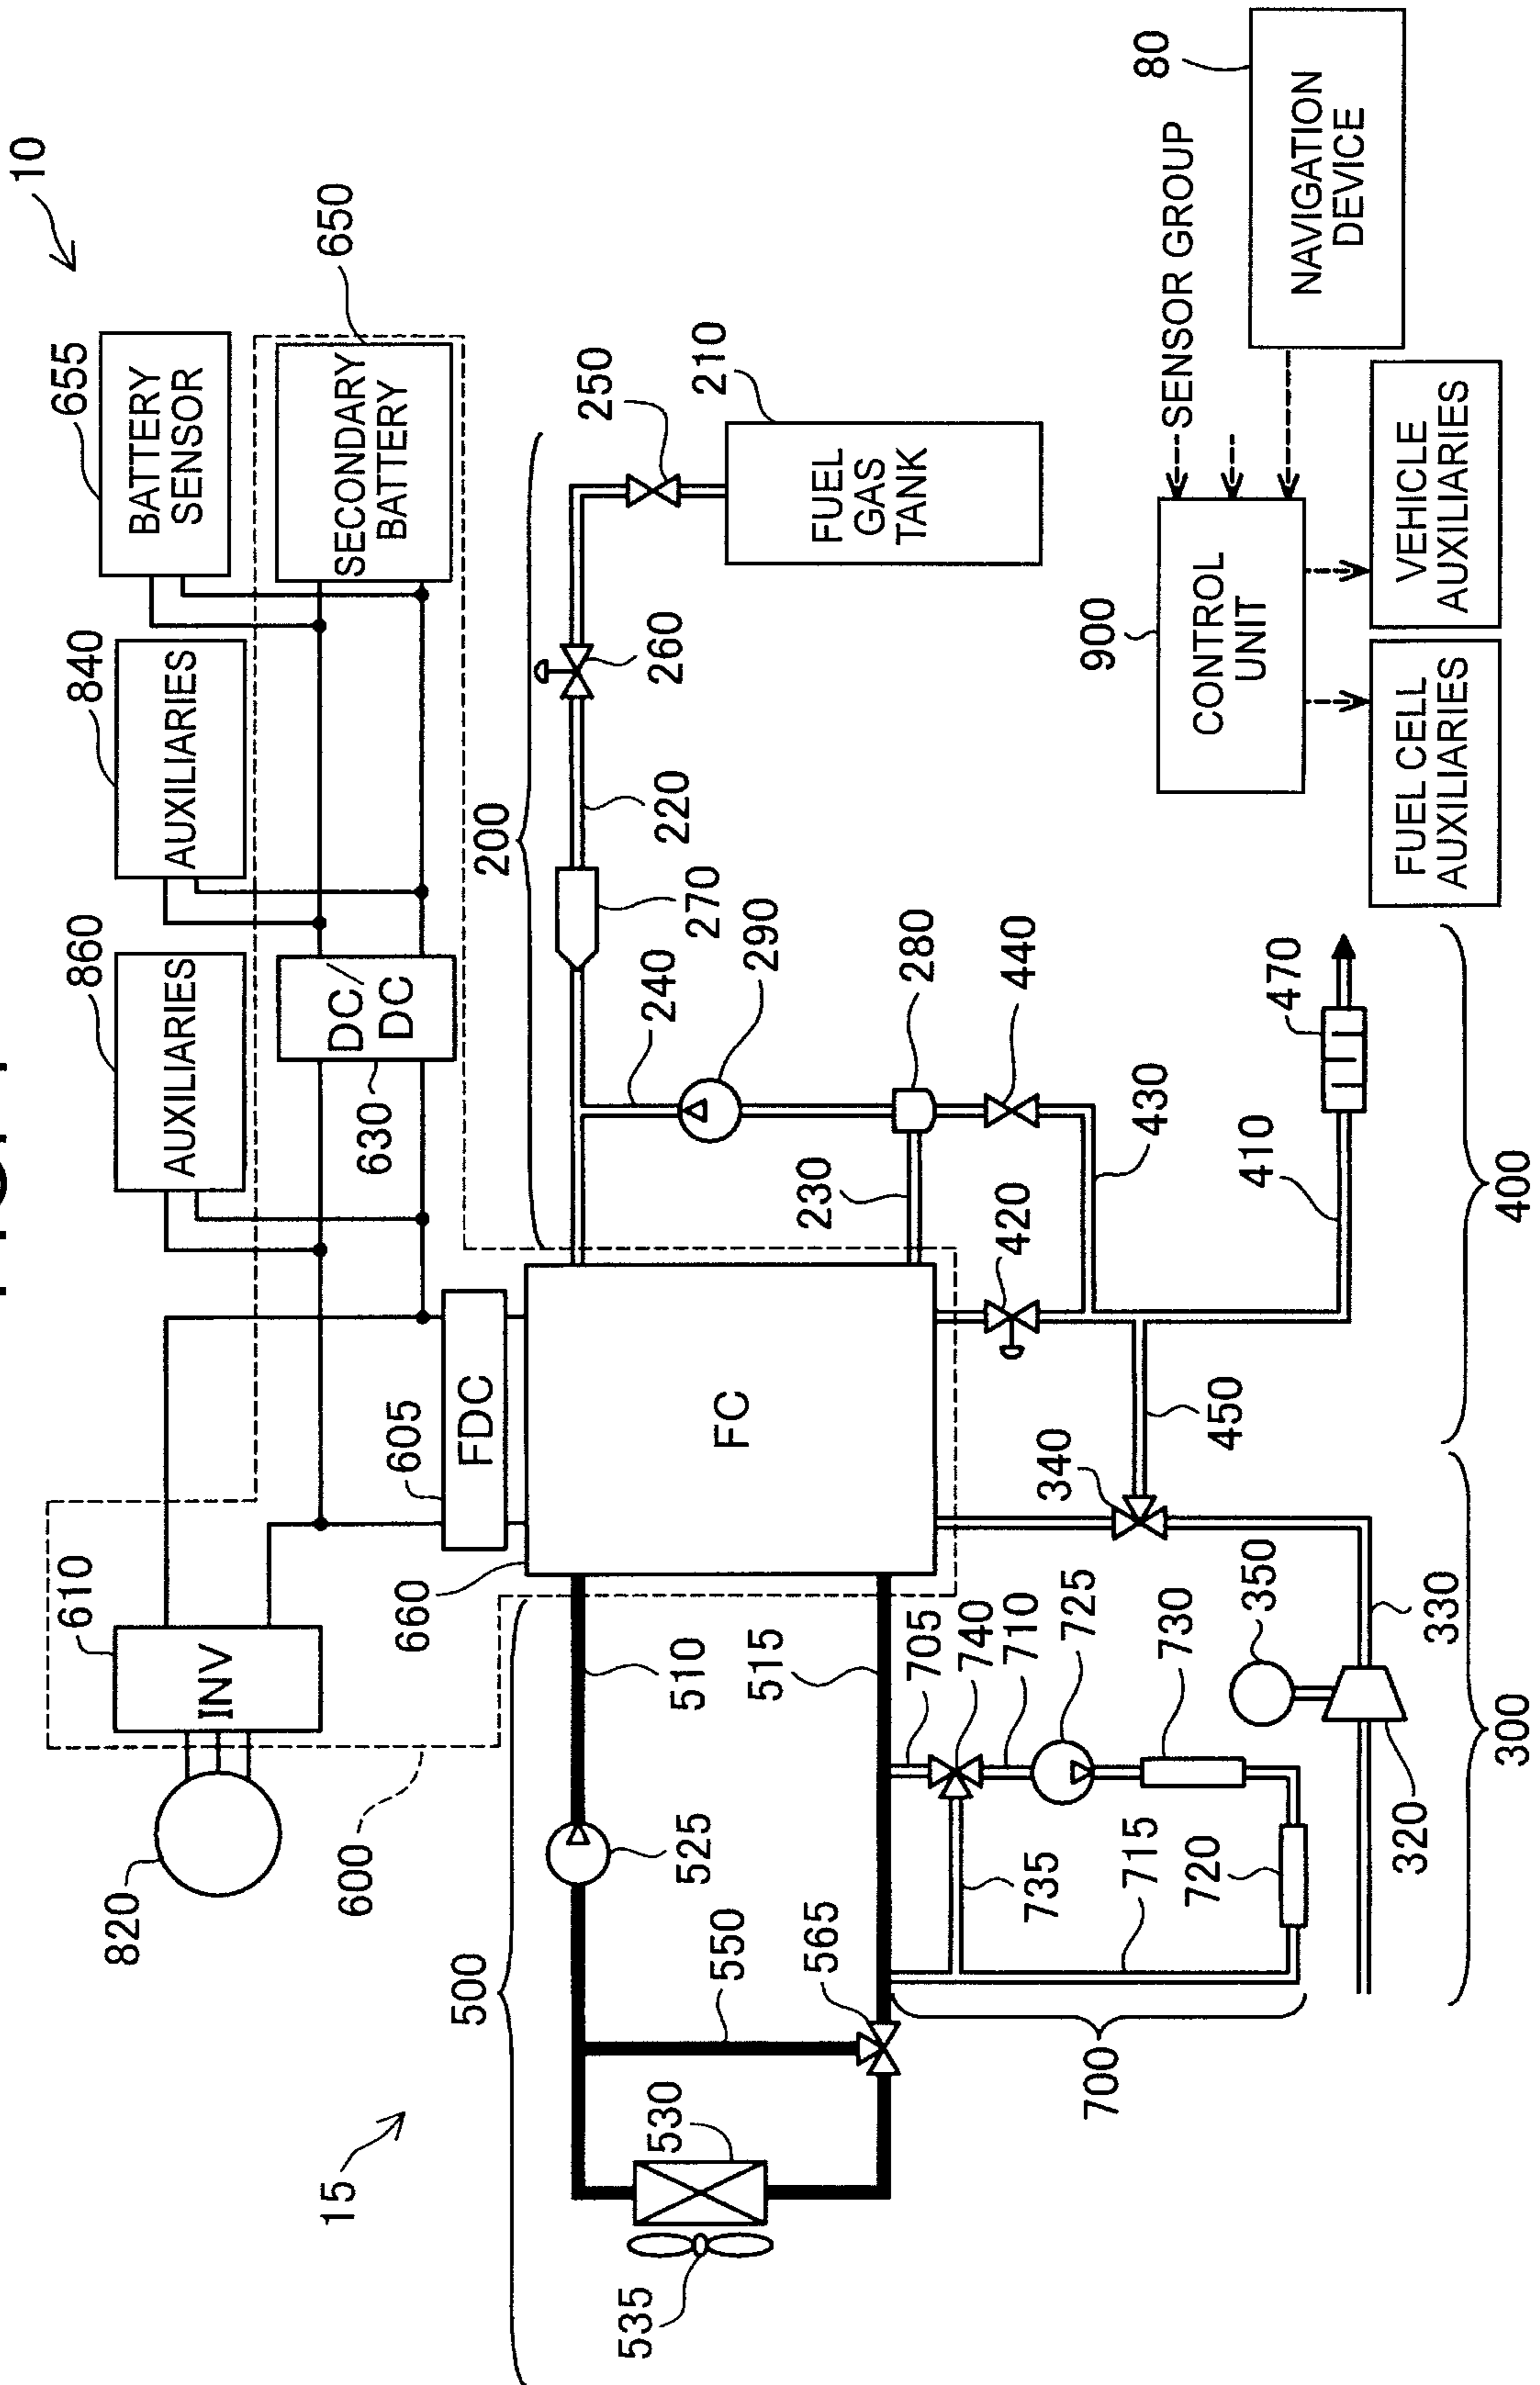 10
655
BATTERY
SENSOR
840
AUXILIARIES
860
AUXILIARIES
650
SECONDARY
BATTERY
DC/
DC
630
610
INV
820
600
605
FDC
660
FC
200
250
210
FUEL
GAS
TANK
260
220
270
240
290
280
230
440
420
430
410
470
400
450
340
350
330
320
300
500
510
515
525
550
565
530
535
15
705
740
710
725
730
735
715
720
700
80
NAVIGATION
DEVICE
SENSOR GROUP
900
CONTROL
UNIT
VEHICLE
AUXILIARIES
FUEL CELL
AUXILIARIES